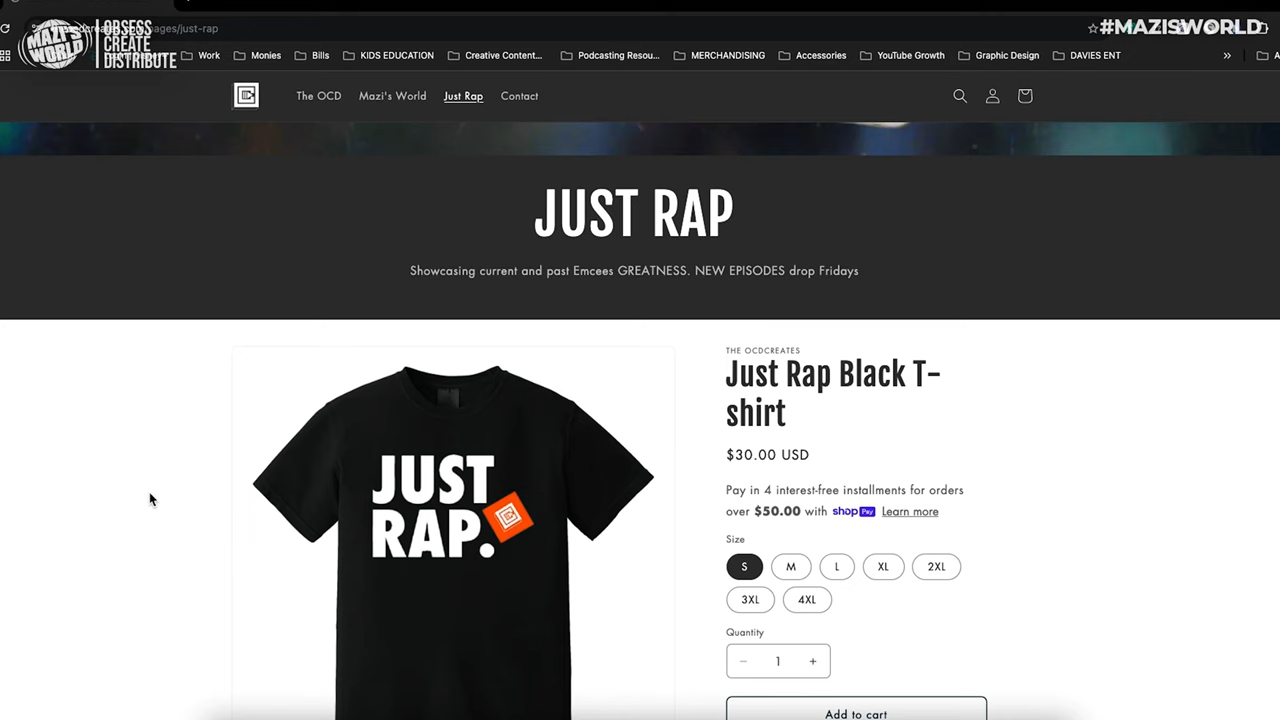 MAZI'S
WORLD
OBSESS
CREATE
DISTRIBUTE
pages/just-rap
#MAZISWORLD
Work
Monies
Bills
KIDS EDUCATION
Creative Content...
Podcasting Resou...
MERCHANDISING
Accessories
YouTube Growth
Graphic Design
DAVIES ENT
»
The OCD
Mazi's World
Just Rap
Contact
JUST RAP
Showcasing current and past Emcees GREATNESS. NEW EPISODES drop Fridays
JUST
RAP.
THE OCDCREATES
Just Rap Black T-
shirt
$30.00 USD
Pay in 4 interest-free installments for orders
over $50.00 with shop Pay Learn more
Size
S M L XL 2XL
3XL 4XL
Quantity
− 1 +
Add to cart